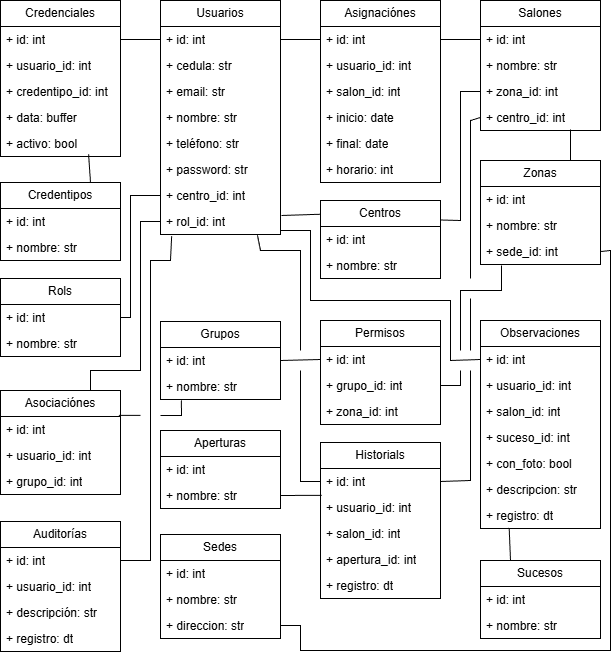 Credenciales
+ id: int
+ usuario_id: int
+ credentipo_id: int
+ data: buffer
+ activo: bool
Usuarios
+ id: int
+ cedula: str
+ email: str
+ nombre: str
+ teléfono: str
+ password: str
+ centro_id: int
+ rol_id: int
Asignaciónes
+ id: int
+ usuario_id: int
+ salon_id: int
+ inicio: date
+ final: date
+ horario: int
Salones
+ id: int
+ nombre: str
+ zona_id: int
+ centro_id: int
Credentipos
+ id: int
+ nombre: str
Centros
+ id: int
+ nombre: str
Zonas
+ id: int
+ nombre: str
+ sede_id: int
Rols
+ id: int
+ nombre: str
Grupos
+ id: int
+ nombre: str
Permisos
+ id: int
+ grupo_id: int
+ zona_id: int
Observaciones
+ id: int
+ usuario_id: int
+ salon_id: int
+ suceso_id: int
+ con_foto: bool
+ descripcion: str
+ registro: dt
Asociaciónes
+ id: int
+ usuario_id: int
+ grupo_id: int
Aperturas
+ id: int
+ nombre: str
Historials
+ id: int
+ usuario_id: int
+ salon_id: int
+ apertura_id: int
+ registro: dt
Auditorías
+ id: int
+ usuario_id: int
+ descripción: str
+ registro: dt
Sedes
+ id: int
+ nombre: str
+ direccion: str
Sucesos
+ id: int
+ nombre: str